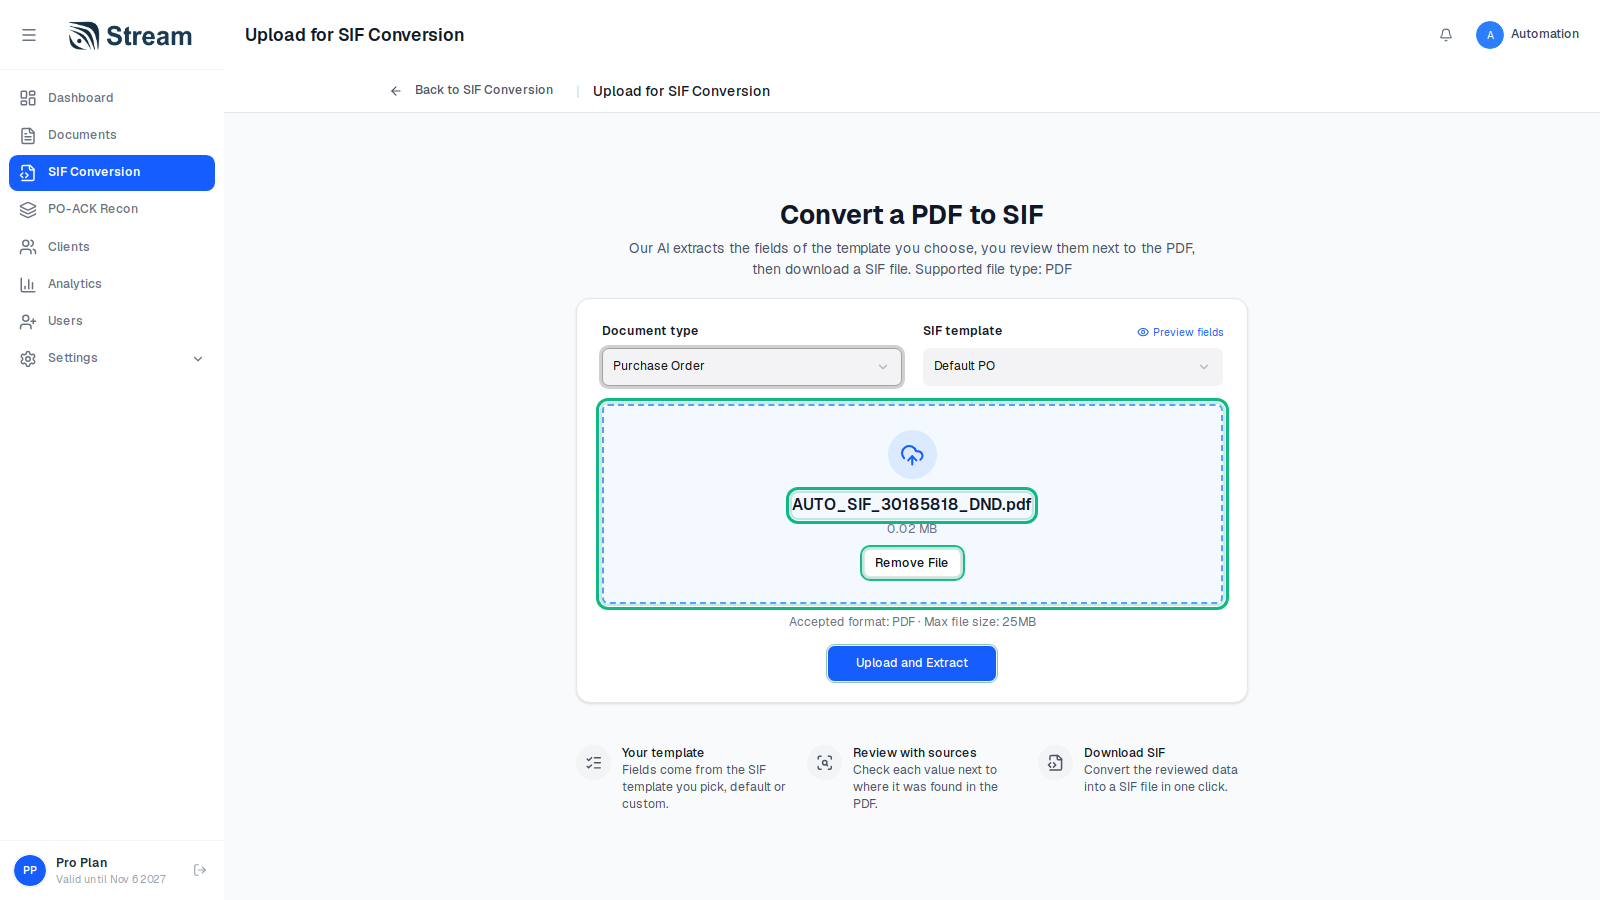 Stream
Upload for SIF Conversion
A
Automation
Back to SIF Conversion
Upload for SIF Conversion
Dashboard
Documents
SIF Conversion
PO-ACK Recon
Clients
Analytics
Users
Settings
Convert a PDF to SIF
Our AI extracts the fields of the template you choose, you review them next to the PDF,
then download a SIF file. Supported file type: PDF
Document type
SIF template
Preview fields
Purchase Order
Default PO
AUTO_SIF_30185818_DND.pdf
0.02 MB
Remove File
Accepted format: PDF · Max file size: 25MB
Upload and Extract
Your template
Fields come from the SIF
template you pick, default or
custom.
Review with sources
Check each value next to
where it was found in the
PDF.
Download SIF
Convert the reviewed data
into a SIF file in one click.
PP
Pro Plan
Valid until Nov 6 2027